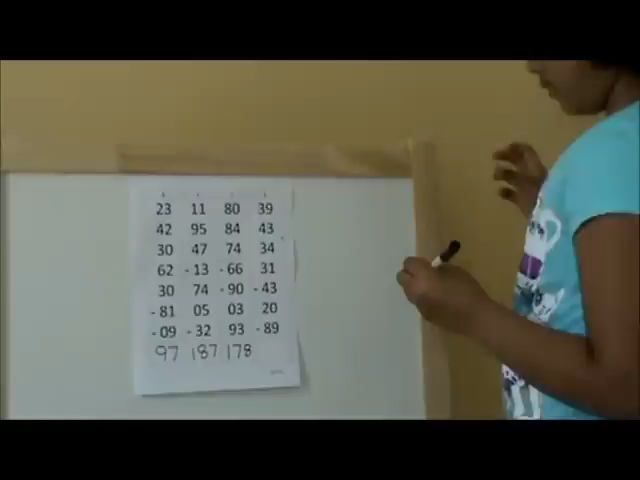 23 11 80 39
42 95 84 43
30 47 74 34
62 - 13 - 66 31
30 74 - 90 - 43
- 81 05 03 20
- 09 - 32 93 - 89
97 187 178